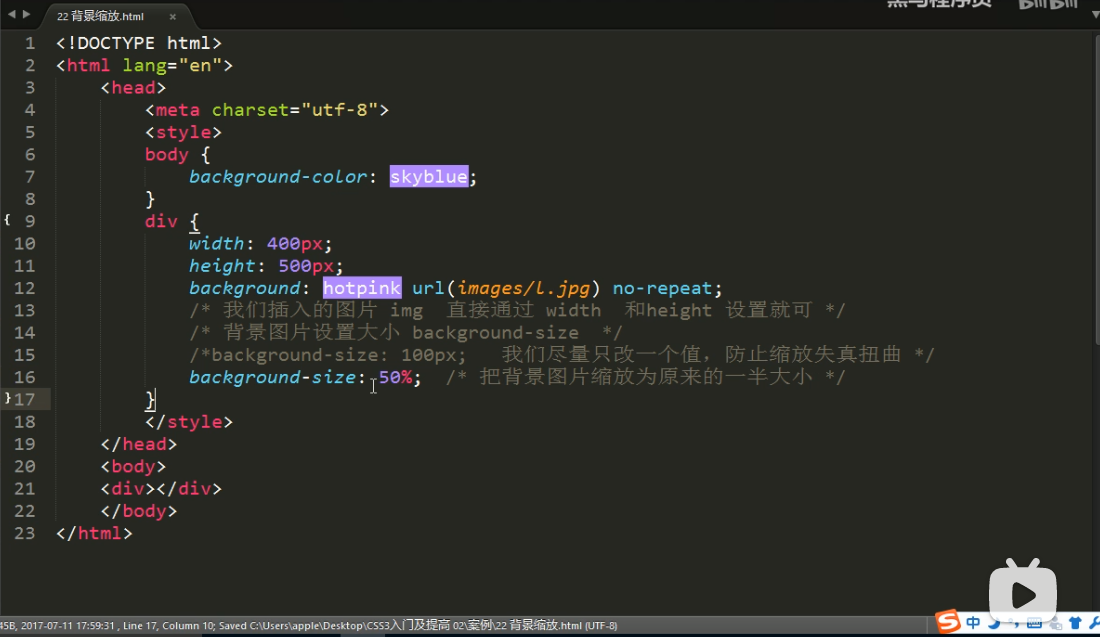 22 背景缩放.html ×
黑马程序员 BiliBili
1 <!DOCTYPE html>
2 <html lang="en">
3 <head>
4 <meta charset="utf-8">
5 <style>
6 body {
7 background-color: skyblue;
8 }
{ 9 div {
10 width: 400px;
11 height: 500px;
12 background: hotpink url(images/l.jpg) no-repeat;
13 /* 我们插入的图片 img 直接通过 width 和height 设置就可 */
14 /* 背景图片设置大小 background-size */
15 /*background-size: 100px; 我们尽量只改一个值，防止缩放失真扭曲 */
16 background-size: 50%; /* 把背景图片缩放为原来的一半大小 */
} 17 }
18 </style>
19 </head>
20 <body>
21 <div></div>
22 </body>
23 </html>
45B, 2017-07-11 17:59:31 , Line 17, Column 10; Saved C:\Users\apple\Desktop\CSS3入门及提高 02\案例\22 背景缩放.html (UTF-8)
S 中